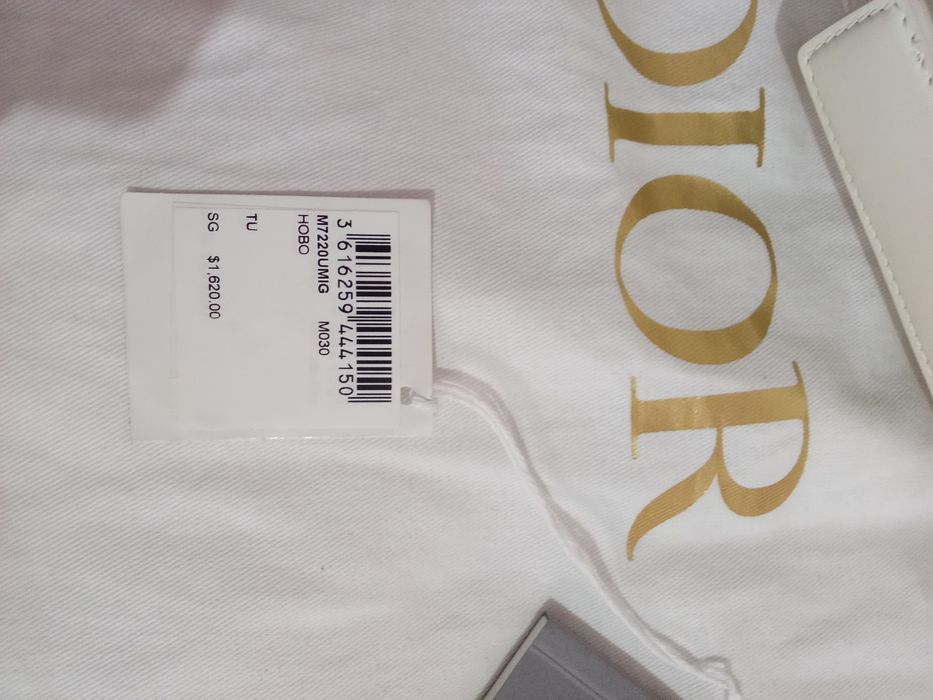 DIOR
3 616259 444150
M7220UMIG M030
HOBO
TU
SG $1,620.00